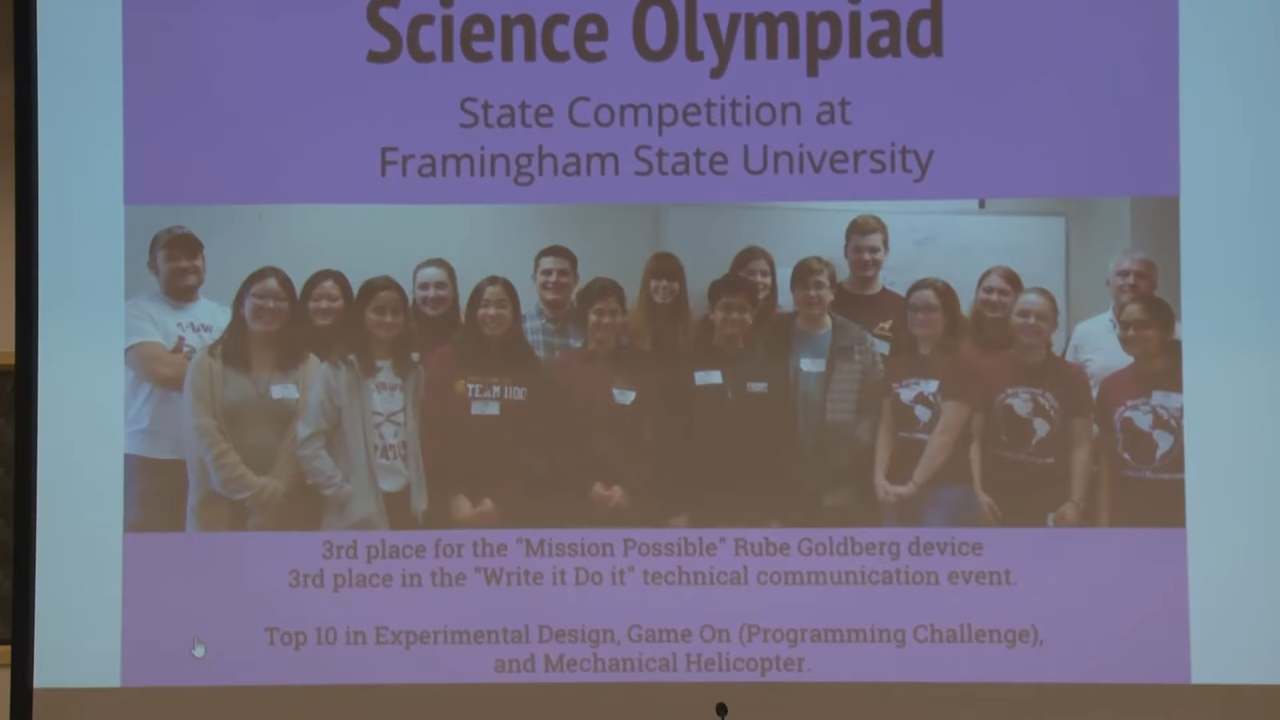 Science Olympiad
State Competition at
Framingham State University
TEAM 1100
3rd place for the "Mission Possible" Rube Goldberg device
3rd place in the "Write it Do it" technical communication event.
Top 10 in Experimental Design, Game On (Programming Challenge),
and Mechanical Helicopter.